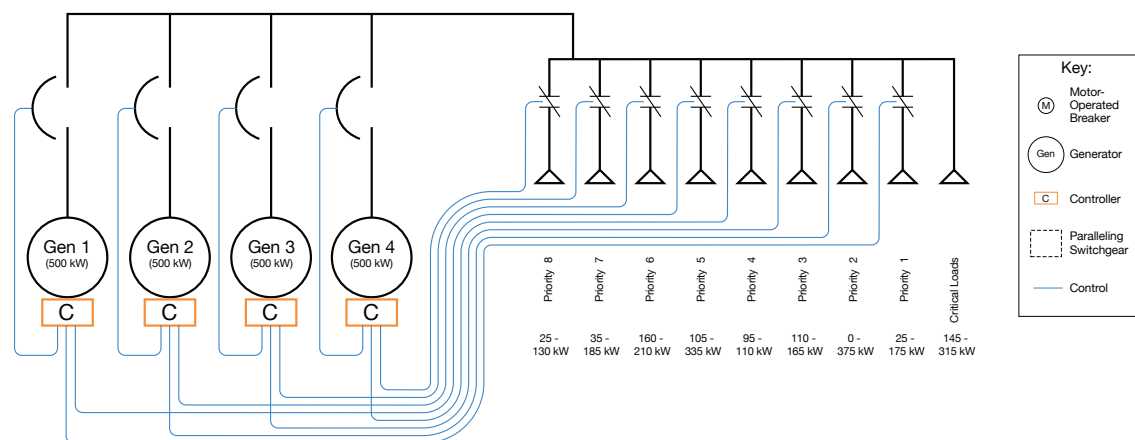 Gen 1
(500 kW)
C
Gen 2
(500 kW)
C
Gen 3
(500 kW)
C
Gen 4
(500 kW)
C
Priority 8
Priority 7
Priority 6
Priority 5
Priority 4
Priority 3
Priority 2
Priority 1
Critical Loads
25 -
130 kW
35 -
185 kW
160 -
210 kW
105 -
335 kW
95 -
110 kW
110 -
165 kW
0 -
375 kW
25 -
175 kW
145 -
315 kW
Key:
M
Motor-
Operated
Breaker
Gen
Generator
C
Controller
Paralleling
Switchgear
Control